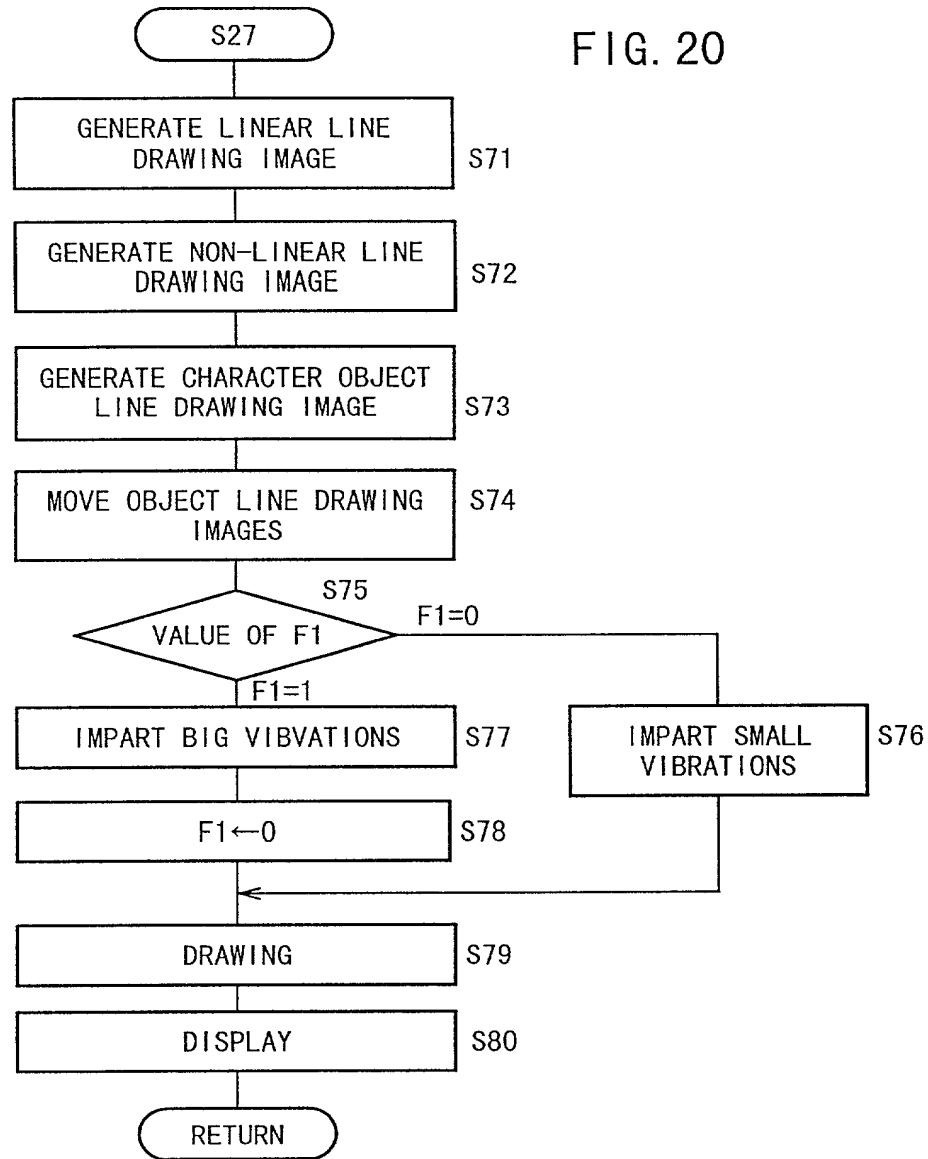 FIG. 20
S27
GENERATE LINEAR LINE
DRAWING IMAGE
S71
GENERATE NON-LINEAR LINE
DRAWING IMAGE
S72
GENERATE CHARACTER OBJECT
LINE DRAWING IMAGE
S73
MOVE OBJECT LINE DRAWING
IMAGES
S74
S75
VALUE OF F1
F1=0
F1=1
IMPART BIG VIBVATIONS
S77
IMPART SMALL
VIBRATIONS
S76
F1←0
S78
DRAWING
S79
DISPLAY
S80
RETURN